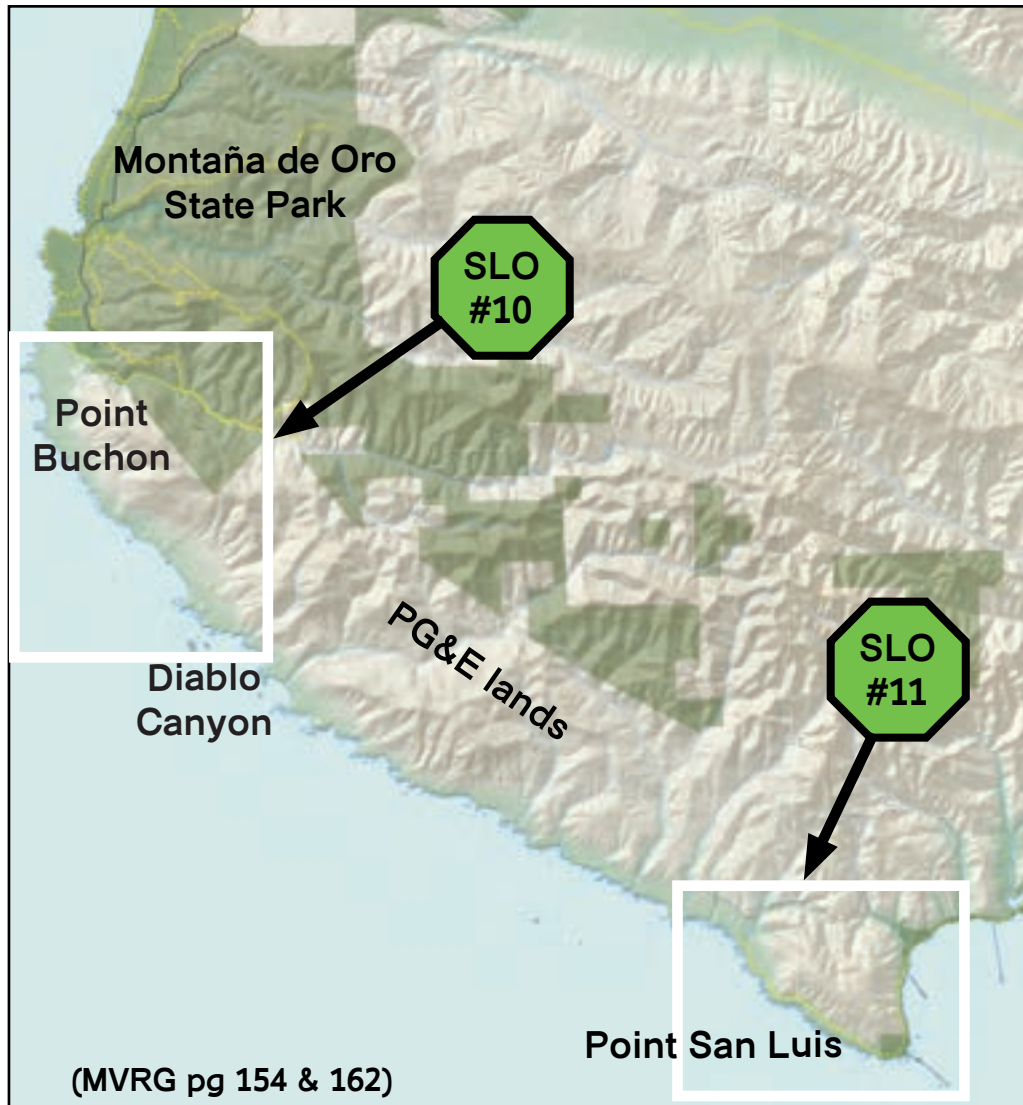 Montaña de Oro
State Park
SLO
#10
Point
Buchon
PG&E lands
Diablo
Canyon
SLO
#11
Point San Luis
(MVRG pg 154 & 162)